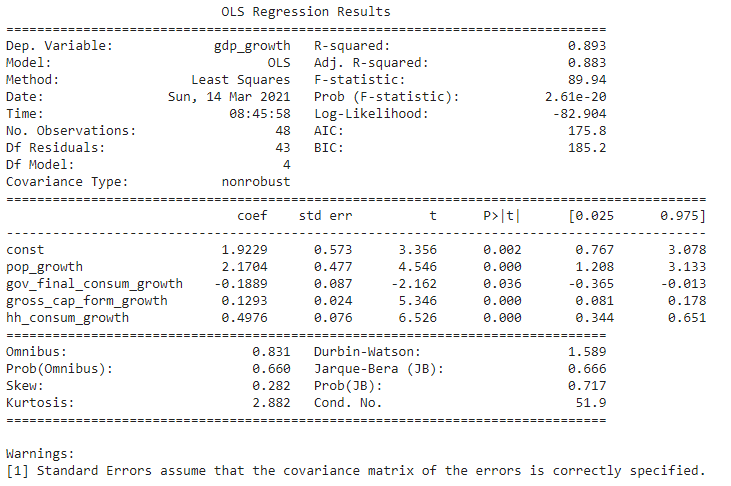 OLS Regression Results
==============================================================================
Dep. Variable:             gdp_growth   R-squared:                       0.893
Model:                            OLS   Adj. R-squared:                  0.883
Method:                 Least Squares   F-statistic:                     89.94
Date:                Sun, 14 Mar 2021   Prob (F-statistic):           2.61e-20
Time:                        08:45:58   Log-Likelihood:                -82.904
No. Observations:                  48   AIC:                             175.8
Df Residuals:                      43   BIC:                             185.2
Df Model:                           4
Covariance Type:            nonrobust
===========================================================================================
                              coef    std err          t      P>|t|      [0.025      0.975]
-------------------------------------------------------------------------------------------
const                       1.9229      0.573      3.356      0.002       0.767       3.078
pop_growth                  2.1704      0.477      4.546      0.000       1.208       3.133
gov_final_consum_growth    -0.1889      0.087     -2.162      0.036      -0.365      -0.013
gross_cap_form_growth       0.1293      0.024      5.346      0.000       0.081       0.178
hh_consum_growth            0.4976      0.076      6.526      0.000       0.344       0.651
==============================================================================
Omnibus:                        0.831   Durbin-Watson:                   1.589
Prob(Omnibus):                  0.660   Jarque-Bera (JB):                0.666
Skew:                           0.282   Prob(JB):                        0.717
Kurtosis:                       2.882   Cond. No.                         51.9
==============================================================================
Warnings:
[1] Standard Errors assume that the covariance matrix of the errors is correctly specified.